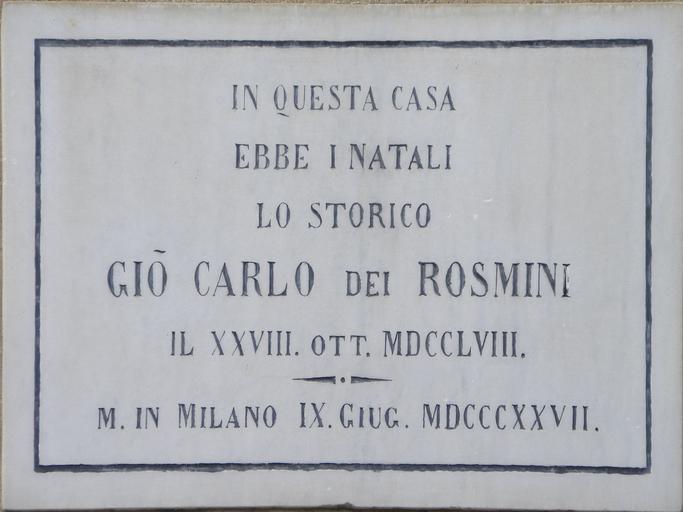 IN QUESTA CASA
EBBE I NATALI
LO STORICO
GIÕ CARLO DEI ROSMINI
IL XXVIII. OTT. MDCCLVIII.
M. IN MILANO IX. GIUG. MDCCCXXVII.